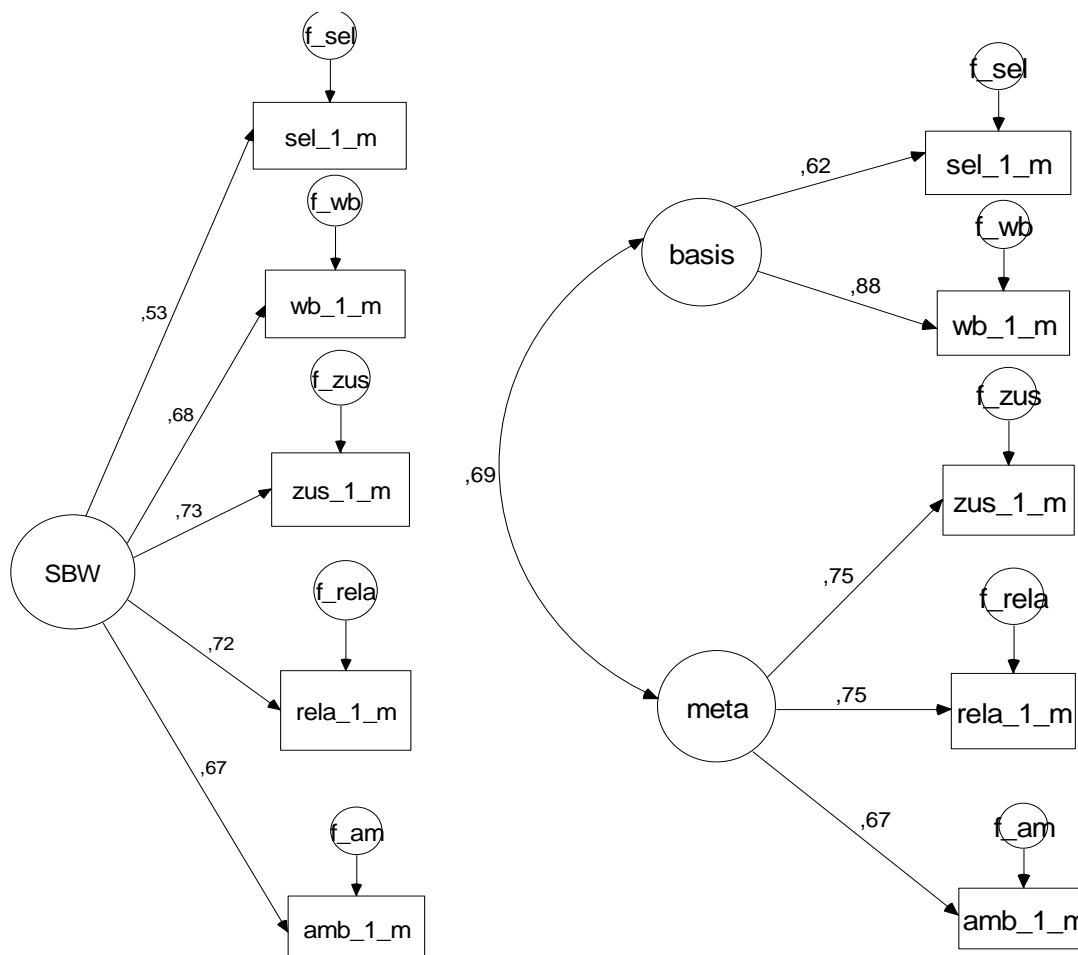 f_sel
sel_1_m
f_wb
wb_1_m
,53
f_zus
,68
zus_1_m
,73
SBW
f_rela
,72
rela_1_m
,67
f_am
amb_1_m
f_sel
sel_1_m
,62
f_wb
basis
,88
wb_1_m
f_zus
,69
zus_1_m
,75
f_rela
meta
,75
rela_1_m
,67
f_am
amb_1_m